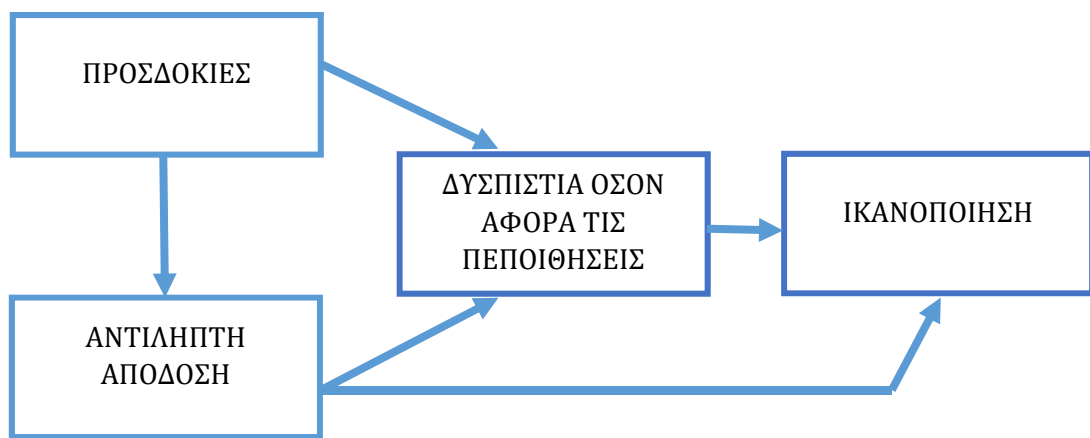 ΠΡΟΣΔΟΚΙΕΣ
ΔΥΣΠΙΣΤΙΑ ΟΣΟΝ
ΑΦΟΡΑ ΤΙΣ
ΠΕΠΟΙΘΗΣΕΙΣ
ΙΚΑΝΟΠΟΙΗΣΗ
ΑΝΤΙΛΗΠΤΗ
ΑΠΟΔΟΣΗ